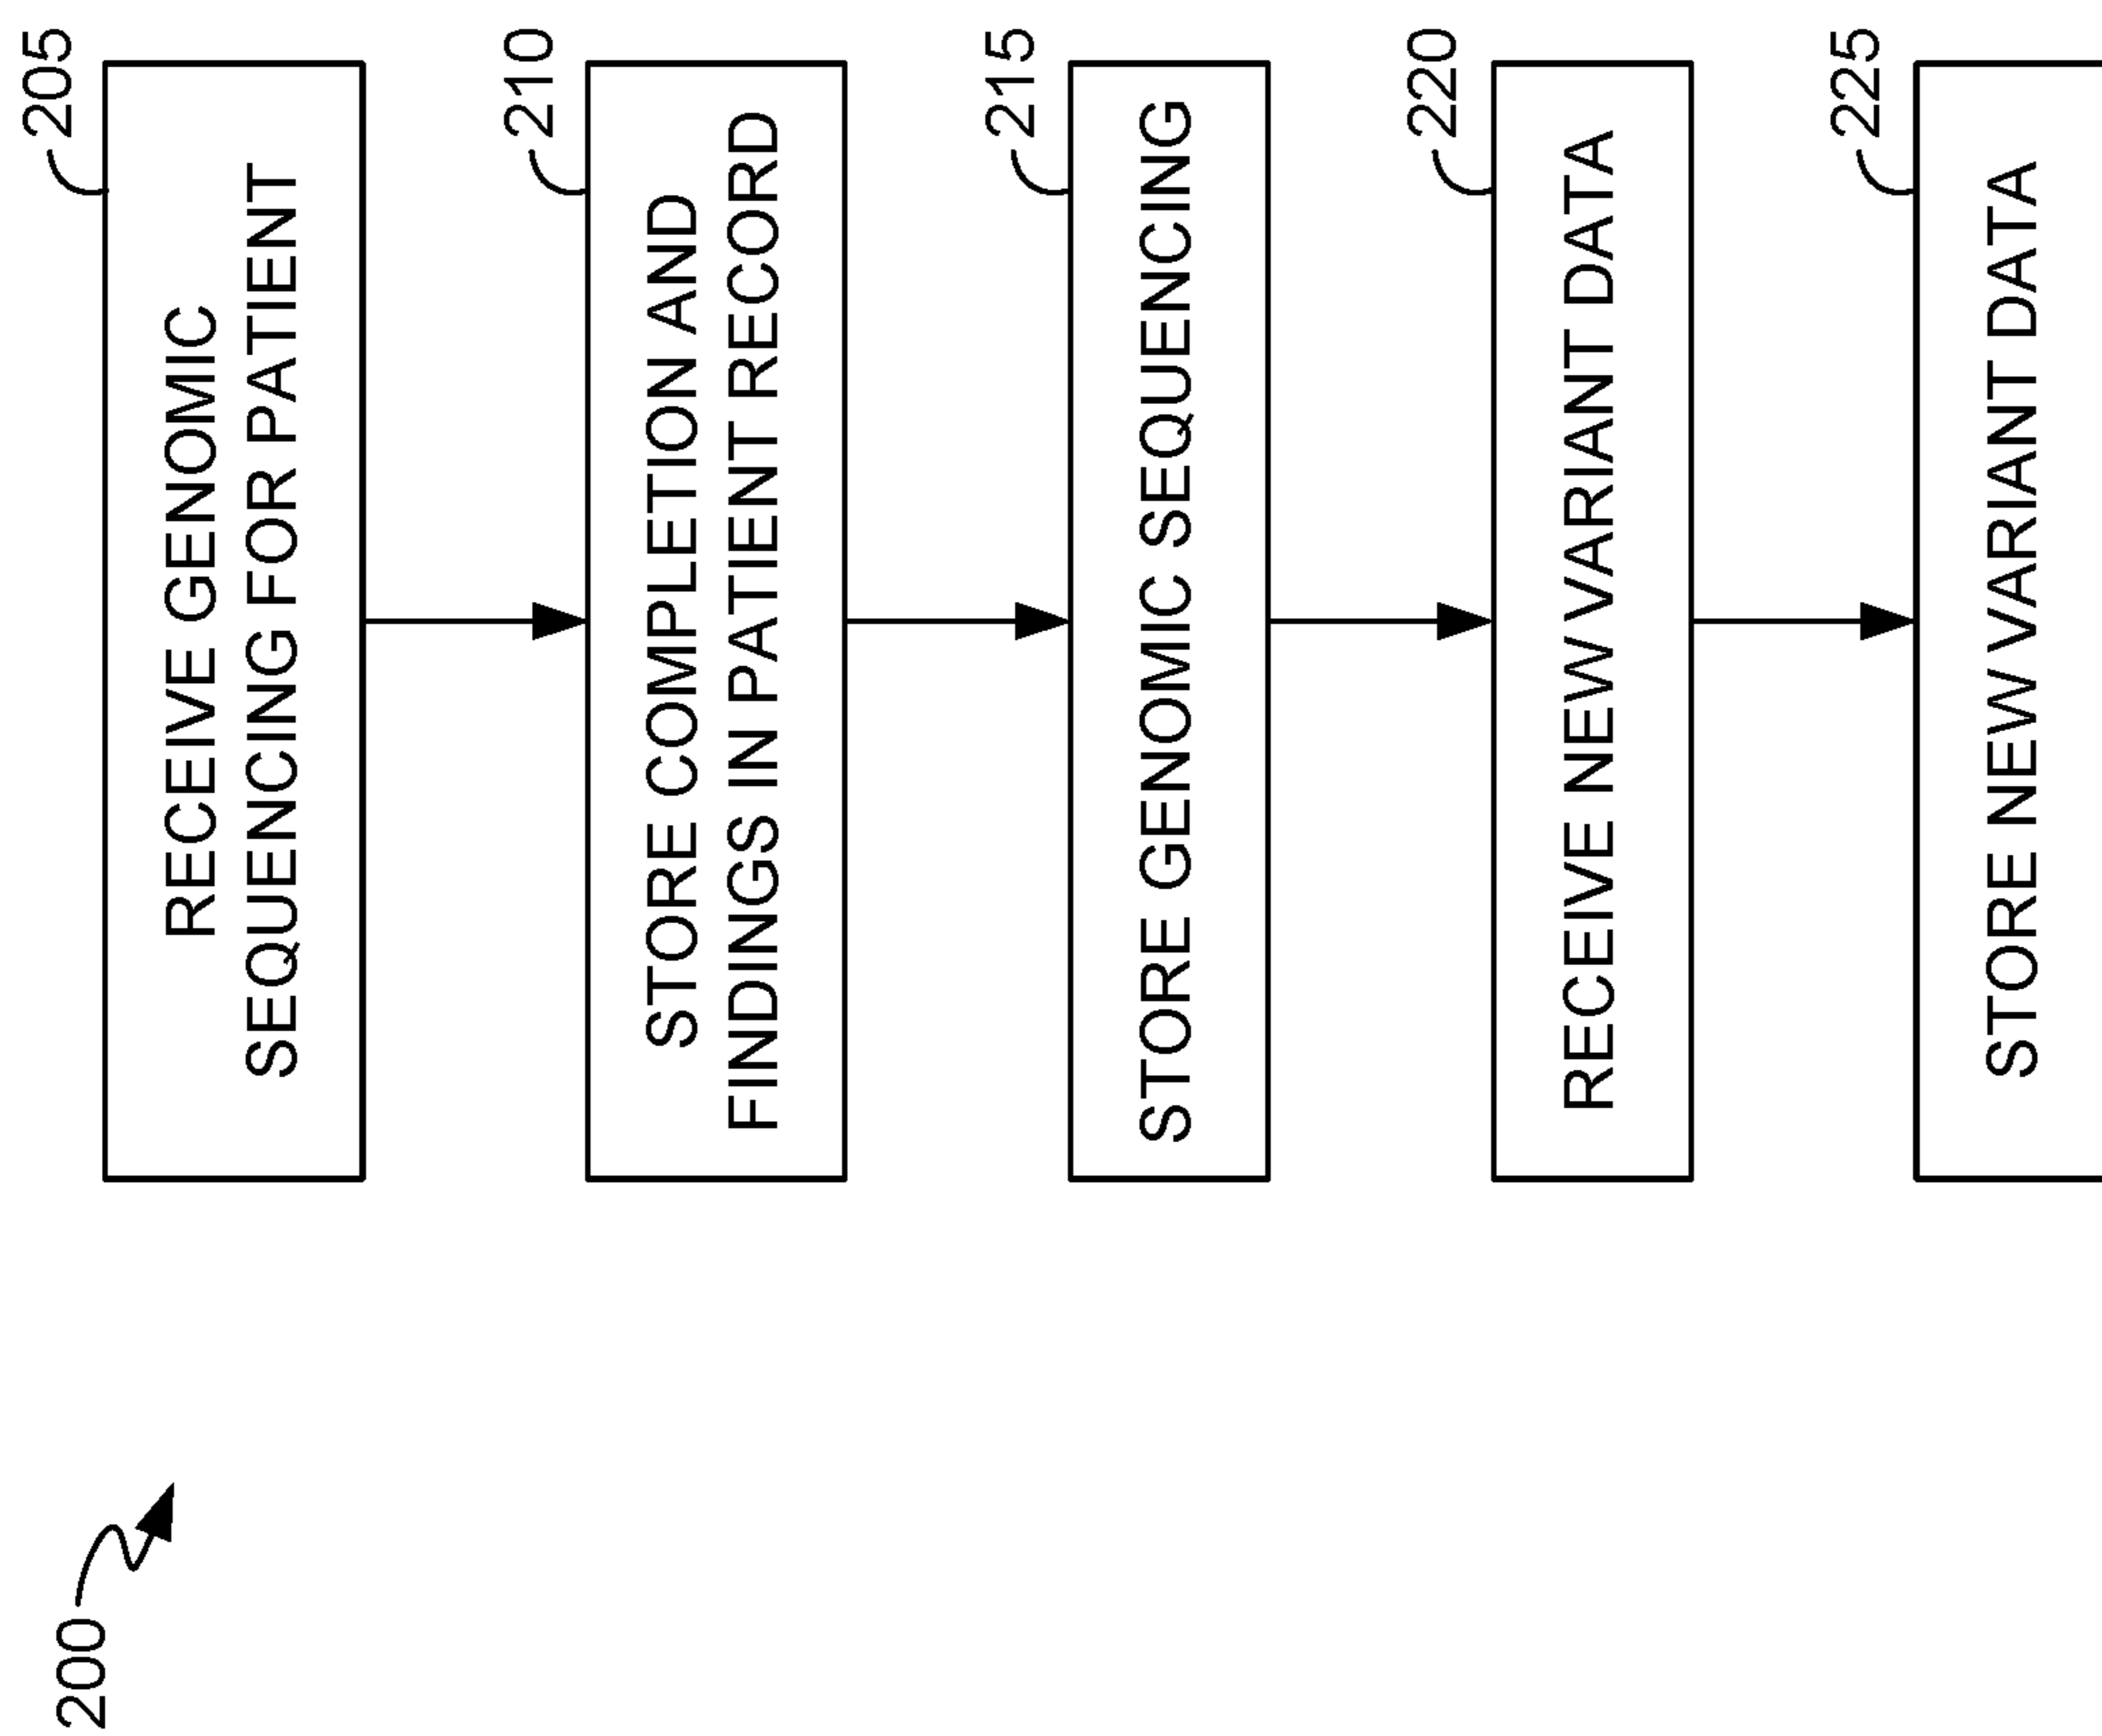 200
205
RECEIVE GENOMIC
SEQUENCING FOR PATIENT
210
STORE COMPLETION AND
FINDINGS IN PATIENT RECORD
215
STORE GENOMIC SEQUENCING
220
RECEIVE NEW VARIANT DATA
225
STORE NEW VARIANT DATA